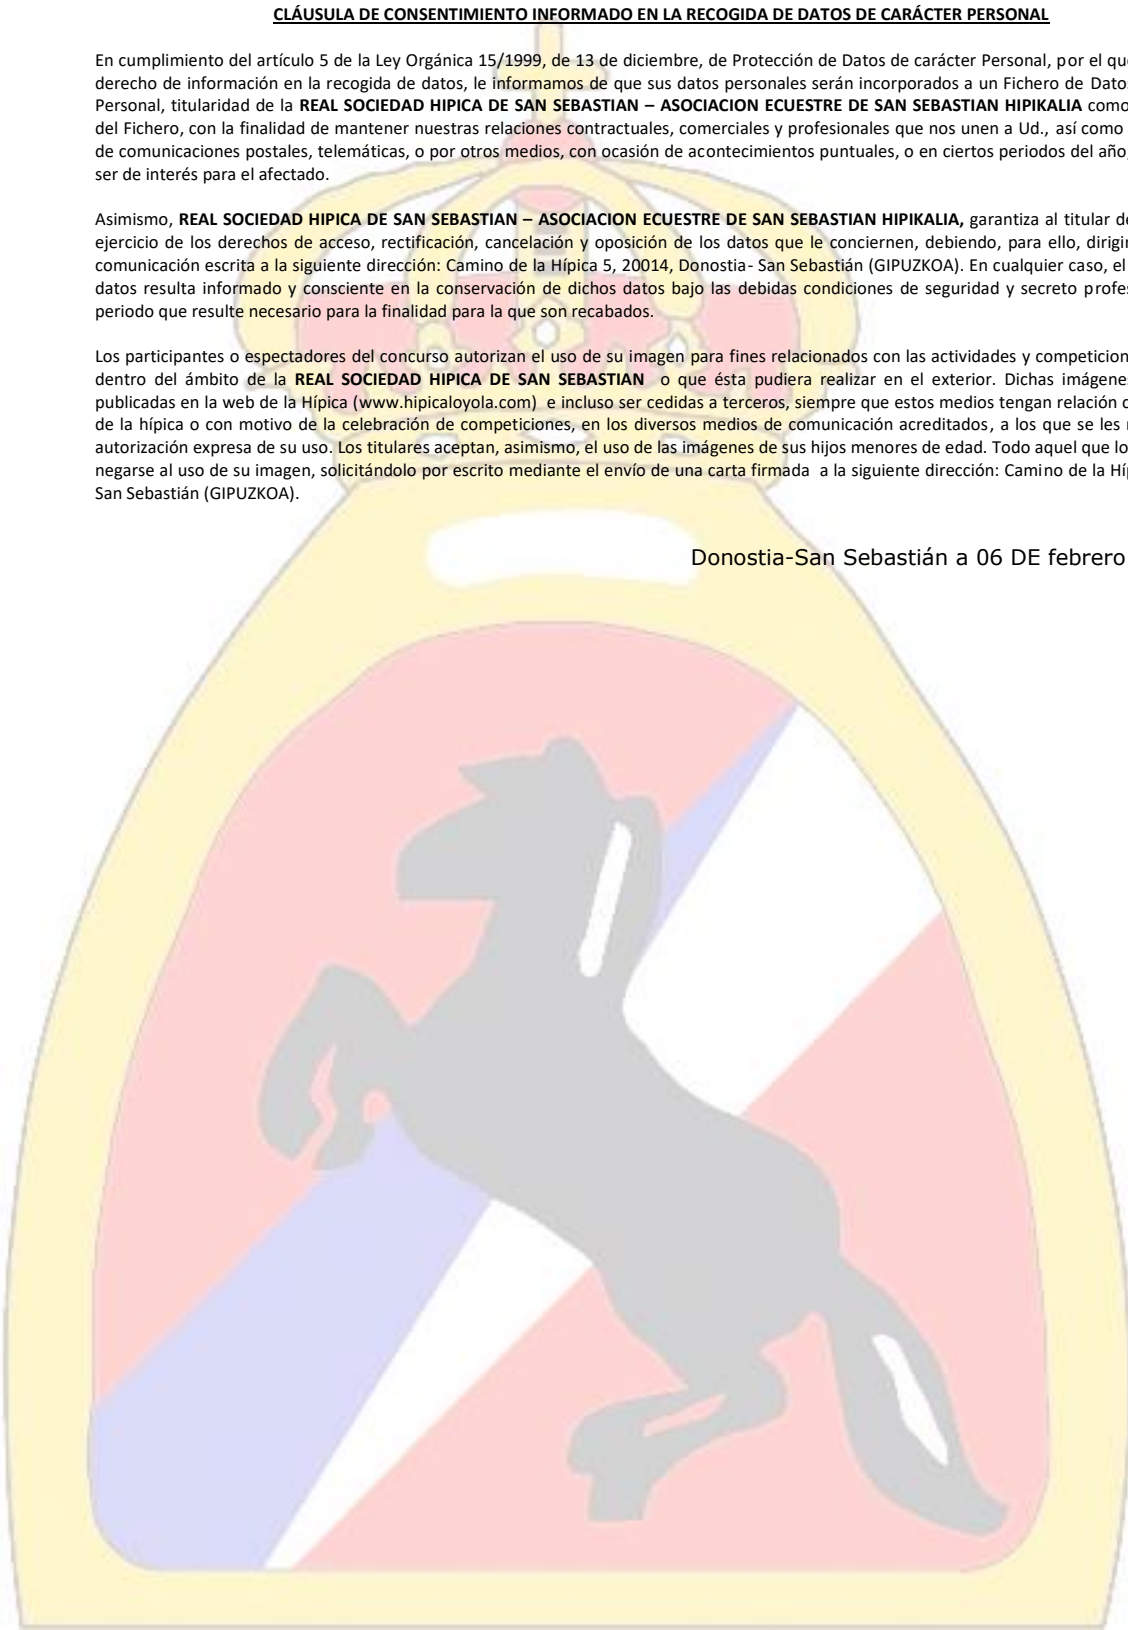 CLÁUSULA DE CONSENTIMIENTO INFORMADO EN LA RECOGIDA DE DATOS DE CARÁCTER PERSONAL
En cumplimiento del artículo 5 de la Ley Orgánica 15/1999, de 13 de diciembre, de Protección de Datos de carácter Personal, por el qu
derecho de información en la recogida de datos, le informamos de que sus datos personales serán incorporados a un Fichero de Dato
Personal, titularidad de la REAL SOCIEDAD HIPICA DE SAN SEBASTIAN – ASOCIACION ECUESTRE DE SAN SEBASTIAN HIPIKALIA como
del Fichero, con la finalidad de mantener nuestras relaciones contractuales, comerciales y profesionales que nos unen a Ud., así como
de comunicaciones postales, telemáticas, o por otros medios, con ocasión de acontecimientos puntuales, o en ciertos periodos del año,
ser de interés para el afectado.
Asimismo, REAL SOCIEDAD HIPICA DE SAN SEBASTIAN – ASOCIACION ECUESTRE DE SAN SEBASTIAN HIPIKALIA, garantiza al titular d
ejercicio de los derechos de acceso, rectificación, cancelación y oposición de los datos que le conciernen, debiendo, para ello, dirigir
comunicación escrita a la siguiente dirección: Camino de la Hípica 5, 20014, Donostia- San Sebastián (GIPUZKOA). En cualquier caso, el
datos resulta informado y consciente en la conservación de dichos datos bajo las debidas condiciones de seguridad y secreto profes
periodo que resulte necesario para la finalidad para la que son recabados.
Los participantes o espectadores del concurso autorizan el uso de su imagen para fines relacionados con las actividades y competicion
dentro del ámbito de la REAL SOCIEDAD HIPICA DE SAN SEBASTIAN o que ésta pudiera realizar en el exterior. Dichas imágene
publicadas en la web de la Hípica (www.hipicaloyola.com) e incluso ser cedidas a terceros, siempre que estos medios tengan relación
de la hípica o con motivo de la celebración de competiciones, en los diversos medios de comunicación acreditados, a los que se les
autorización expresa de su uso. Los titulares aceptan, asimismo, el uso de las imágenes de sus hijos menores de edad. Todo aquel que lo
negarse al uso de su imagen, solicitándolo por escrito mediante el envío de una carta firmada a la siguiente dirección: Camino de la Híp
San Sebastián (GIPUZKOA).
Donostia-San Sebastián a 06 DE febrero